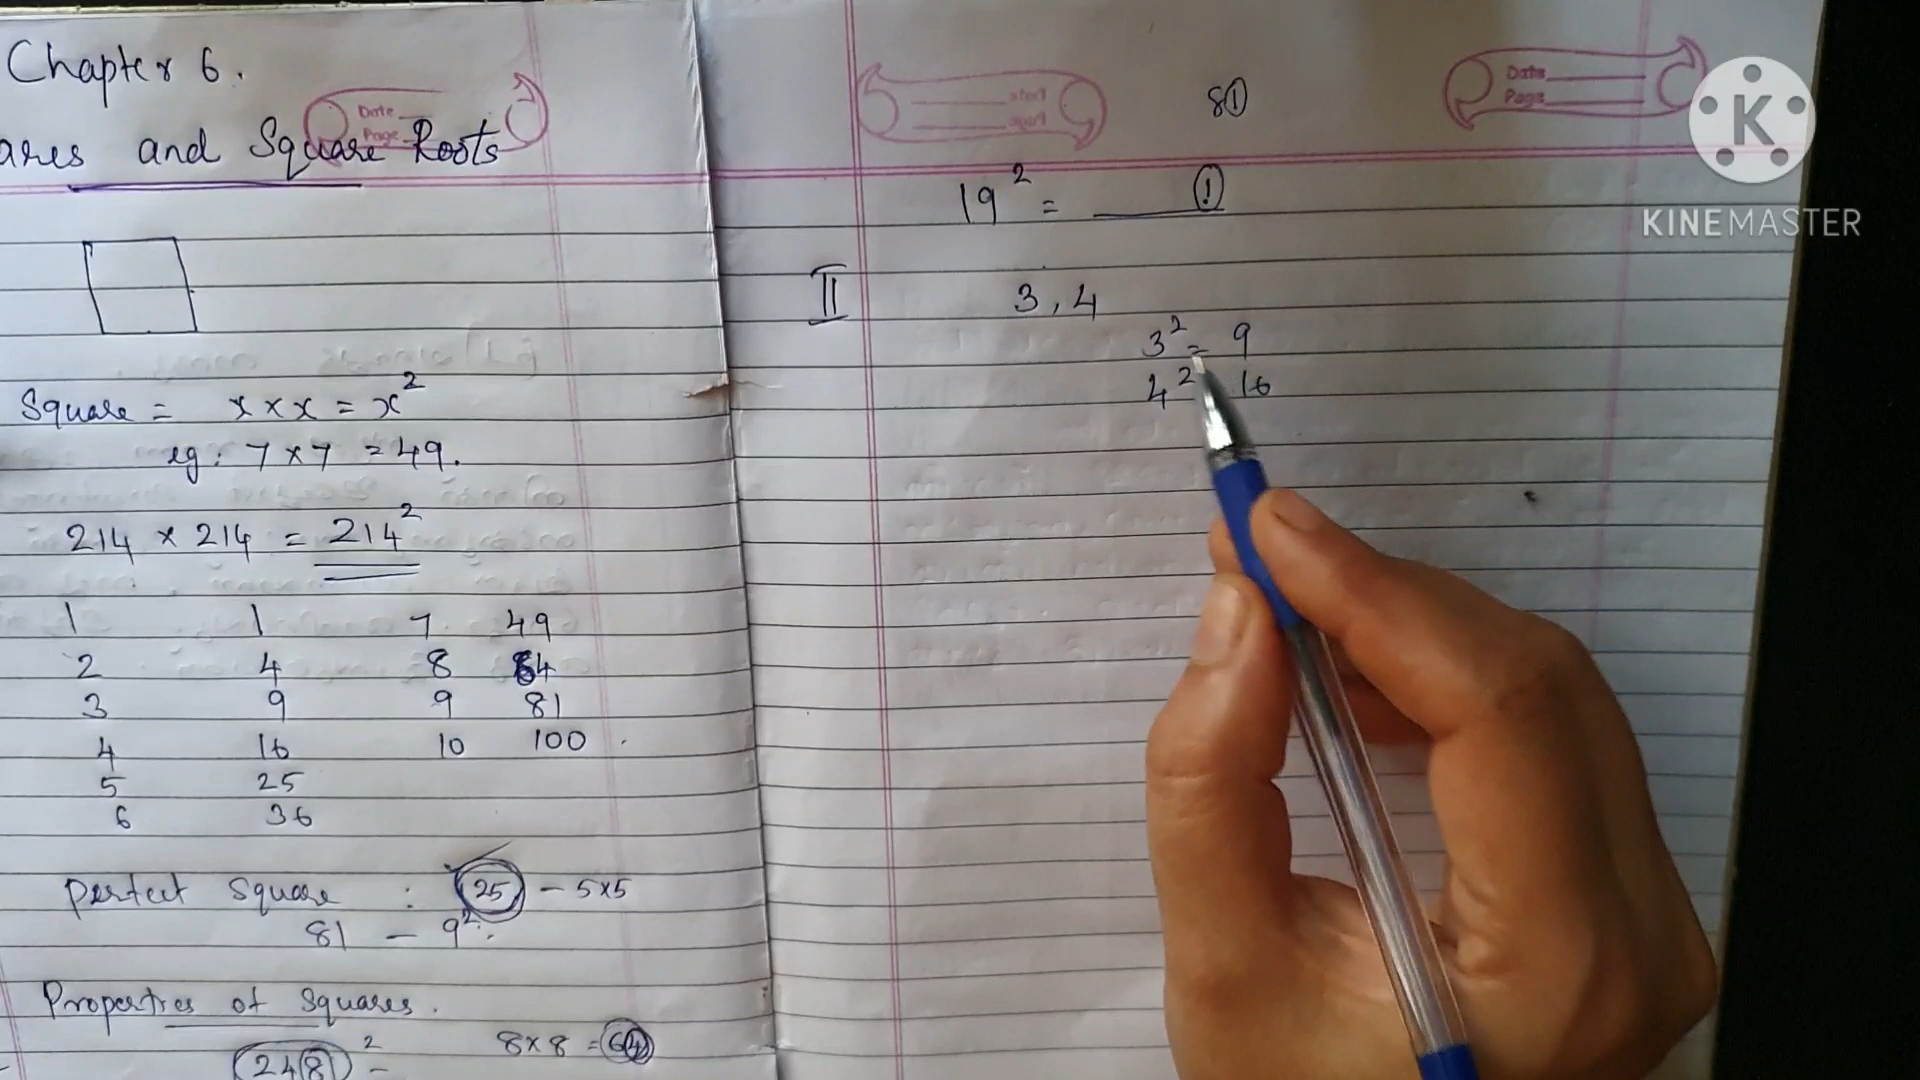 Chapter 6.
ares and Square Roots
Date
Page
Square = x × x = x²
eg: 7 × 7 = 49.
214 × 214 = 214²
1 1 7 49
2 4 8 64
3 9 9 81
4 16 10 100
5 25
6 36
Perfect Square : 25 - 5×5
81 - 9²
Properties of Squares.
248² - 8×8 = 64
81
Date
Page
19² = 1
II 3, 4
3² = 9
4² 16
K
KINEMASTER